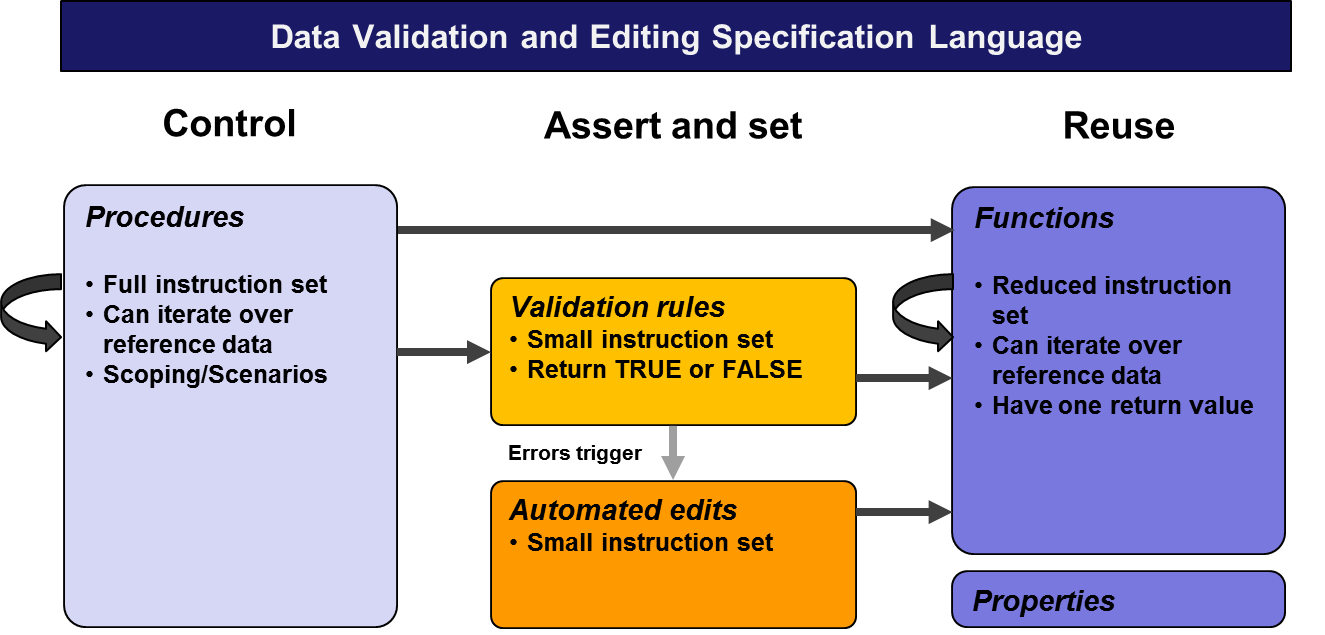 Data Validation and Editing Specification Language
Control
Assert and set
Reuse
Procedures
• Full instruction set
• Can iterate over
reference data
• Scoping/Scenarios
Validation rules
• Small instruction set
• Return TRUE or FALSE
Errors trigger
Automated edits
• Small instruction set
Functions
• Reduced instruction
set
• Can iterate over
reference data
• Have one return value
Properties